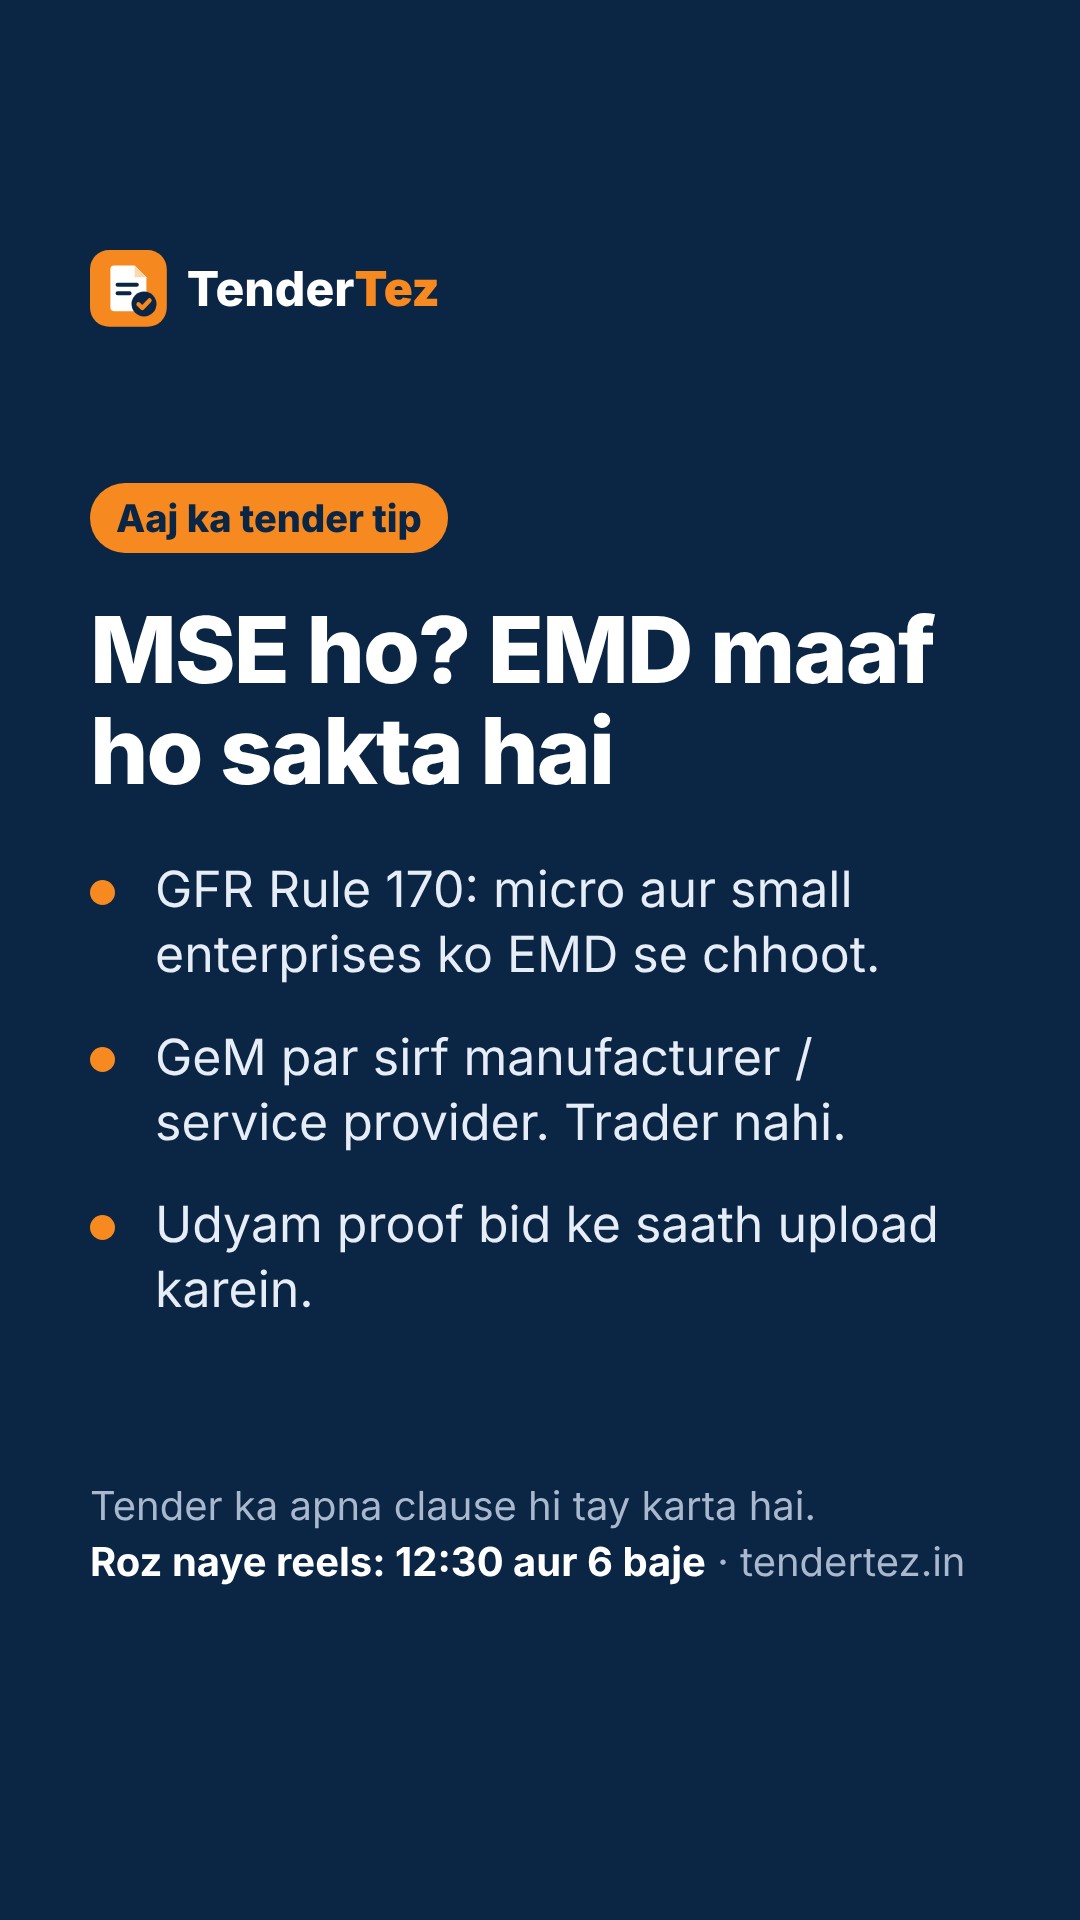 TenderTez
Aaj ka tender tip
MSE ho? EMD maaf
ho sakta hai
GFR Rule 170: micro aur small
enterprises ko EMD se chhoot.
GeM par sirf manufacturer /
service provider. Trader nahi.
Udyam proof bid ke saath upload
karein.
Tender ka apna clause hi tay karta hai.
Roz naye reels: 12:30 aur 6 baje · tendertez.in